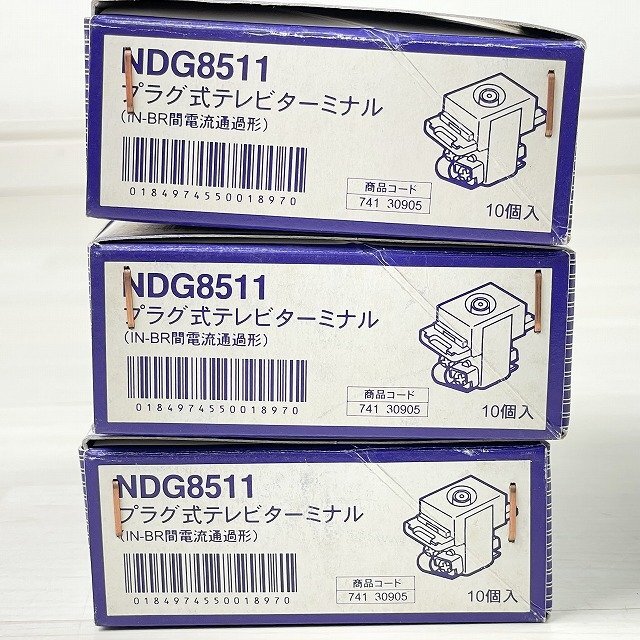 NDG8511
プラグ式テレビターミナル
(IN-BR間電流通過形)
0184974550018970
商品コード
741 30905
10個入
NDG8511
プラグ式テレビターミナル
(IN-BR間電流通過形)
0184974550018970
商品コード
741 30905
10個入
NDG8511
プラグ式テレビターミナル
(IN-BR間電流通過形)
0184974550018970
商品コード
741 30905
10個入